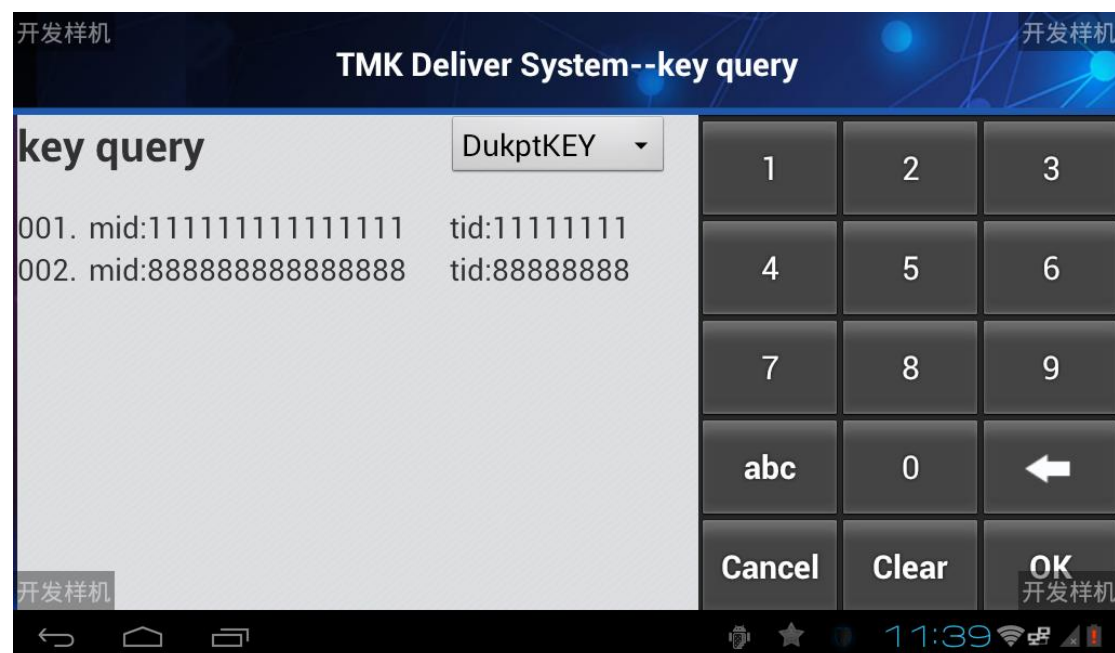 开发样机
开发样机
TMK Deliver System--key query
key query
DukptKEY
001. mid:111111111111111 tid:11111111
002. mid:888888888888888 tid:88888888
1 2 3
4 5 6
7 8 9
abc 0
Cancel Clear OK
开发样机
开发样机
11:39